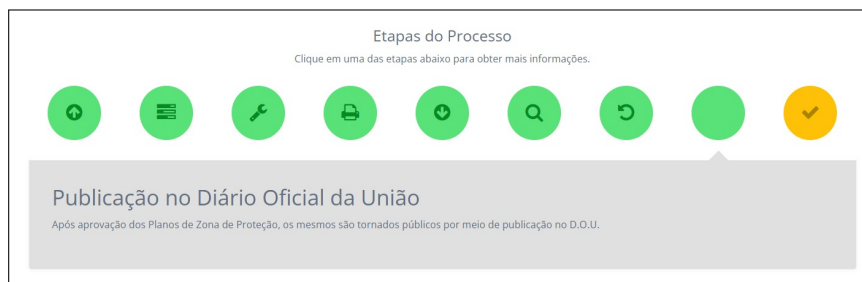 Etapas do Processo
Clique em uma das etapas abaixo para obter mais informações.
Publicação no Diário Oficial da União
Após aprovação dos Planos de Zona de Proteção, os mesmos são tornados públicos por meio de publicação no D.O.U.